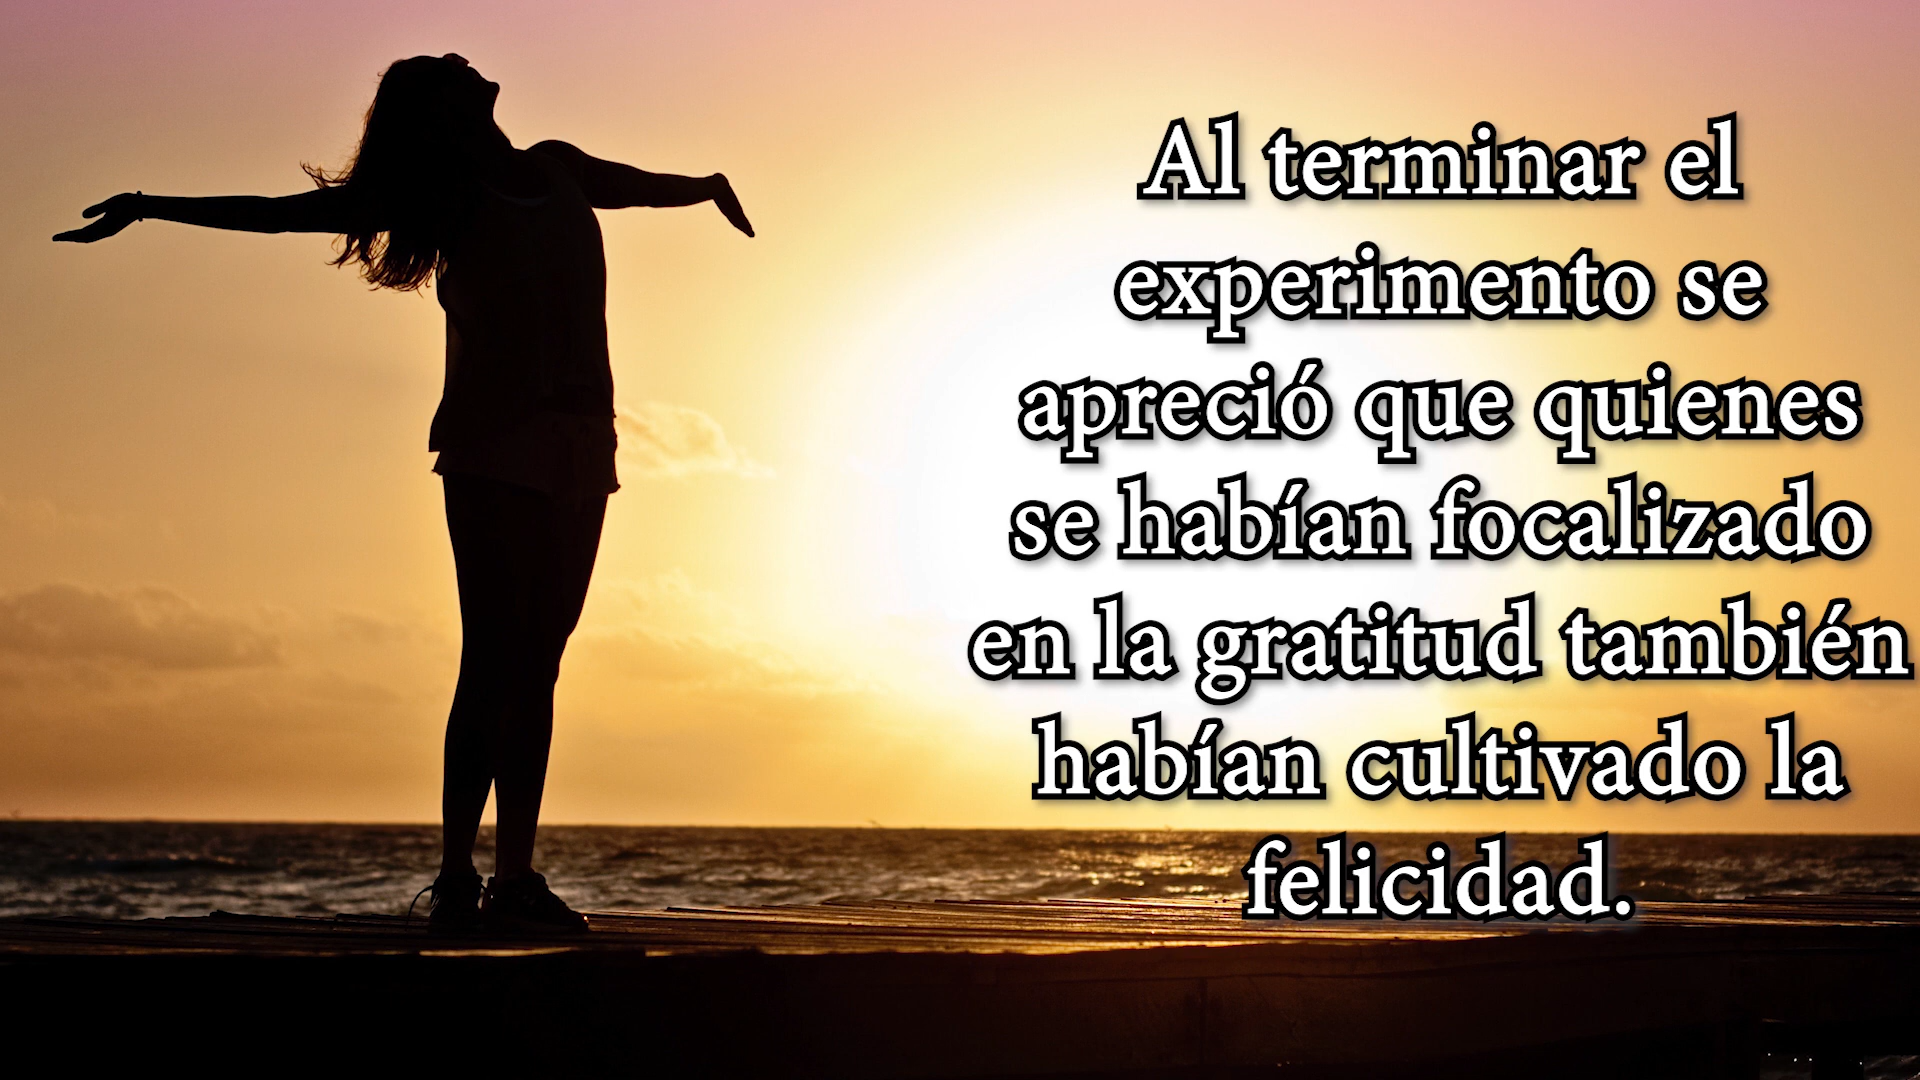 Al terminar el
experimento se
apreció que quienes
se habían focalizado
en la gratitud también
habían cultivado la
felicidad.